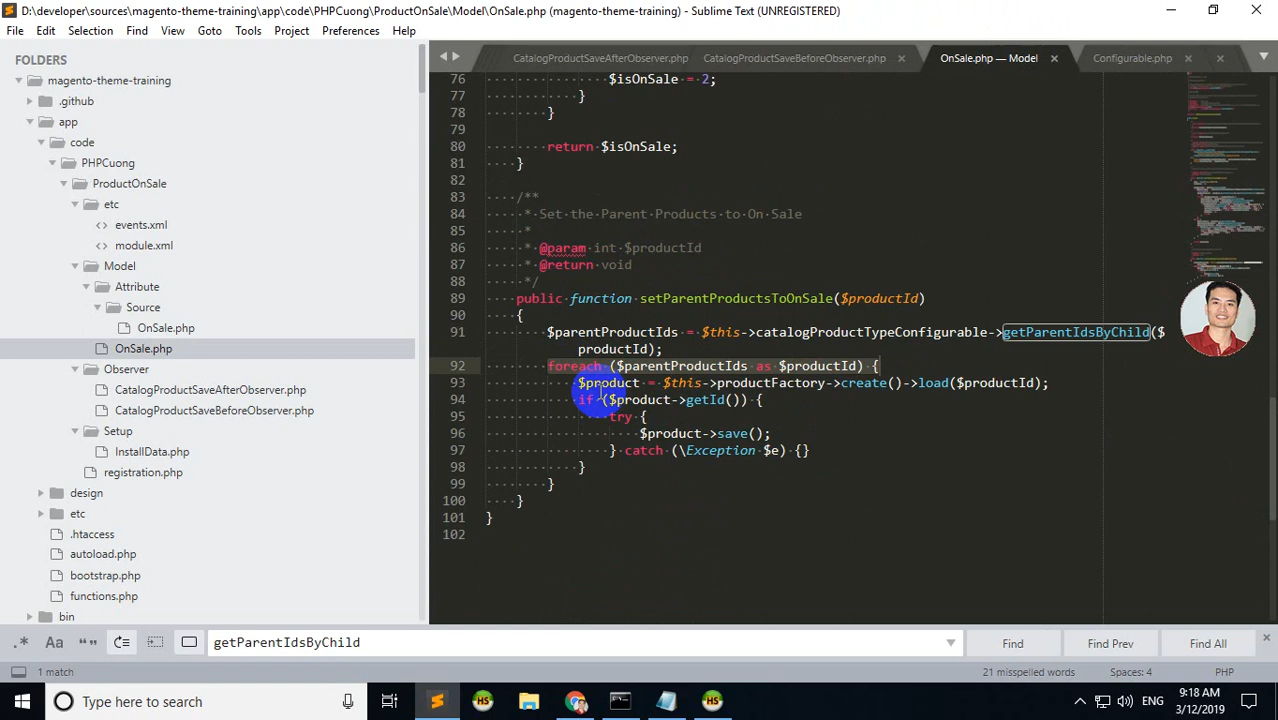 D:\developer\sources\magento-theme-training\app\code\PHPCuong\ProductOnSale\Model\OnSale.php (magento-theme-training) - Sublime Text (UNREGISTERED)
File Edit Selection Find View Goto Tools Project Preferences Help
FOLDERS
magento-theme-training
.github
app
code
PHPCuong
ProductOnSale
etc
events.xml
module.xml
Model
Attribute
Source
OnSale.php
OnSale.php
Observer
CatalogProductSaveAfterObserver.php
CatalogProductSaveBeforeObserver.php
Setup
InstallData.php
registration.php
design
etc
.htaccess
autoload.php
bootstrap.php
functions.php
bin
CatalogProductSaveAfterObserver.php CatalogProductSaveBeforeObserver.php OnSale.php — Model Configurable.php
76 $isOnSale = 2;
77 }
78 }
79
80 return $isOnSale;
81 }
82
83 /**
84 * Set the Parent Products to On Sale
85 *
86 * @param int $productId
87 * @return void
88 */
89 public function setParentProductsToOnSale($productId)
90 {
91 $parentProductIds = $this->catalogProductTypeConfigurable->getParentIdsByChild($
productId);
92 foreach ($parentProductIds as $productId) {
93 $product = $this->productFactory->create()->load($productId);
94 if ($product->getId()) {
95 try {
96 $product->save();
97 } catch (\Exception $e) {}
98 }
99 }
100 }
101 }
102
.* Aa “” getParentIdsByChild Find Find Prev Find All
1 match 21 misspelled words Spaces: 4 PHP
Type here to search HS HS ENG 9:18 AM
3/12/2019